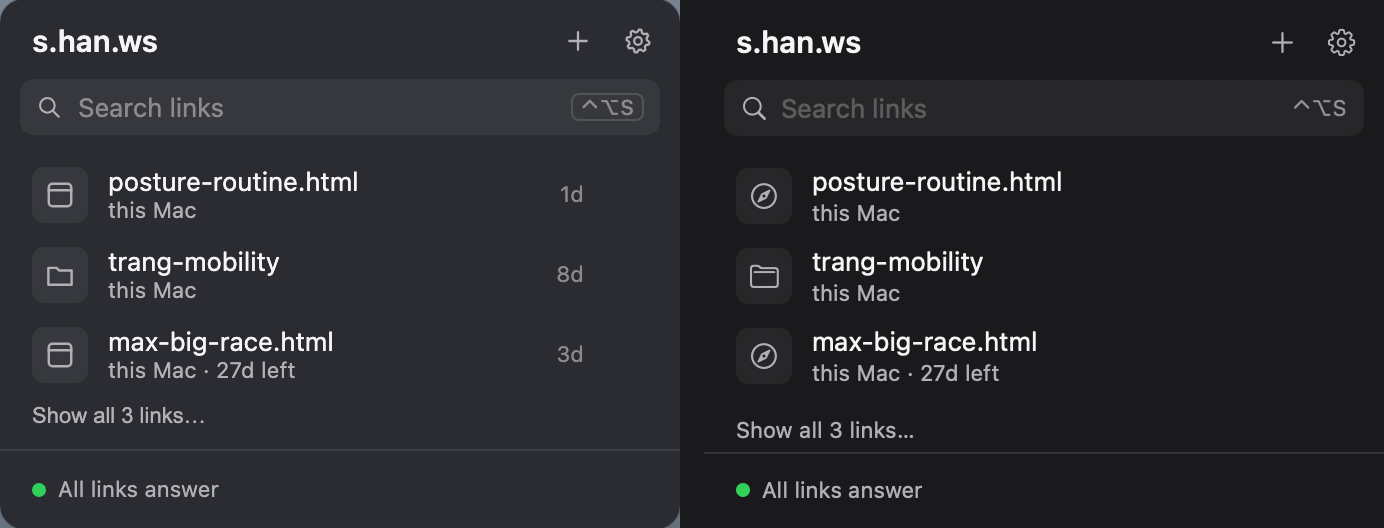 s.han.ws
Search links ^⌥S
posture-routine.html
this Mac
1d
trang-mobility
this Mac
8d
max-big-race.html
this Mac · 27d left
3d
Show all 3 links…
All links answer
s.han.ws
Search links ^⌥S
posture-routine.html
this Mac
trang-mobility
this Mac
max-big-race.html
this Mac · 27d left
Show all 3 links...
All links answer